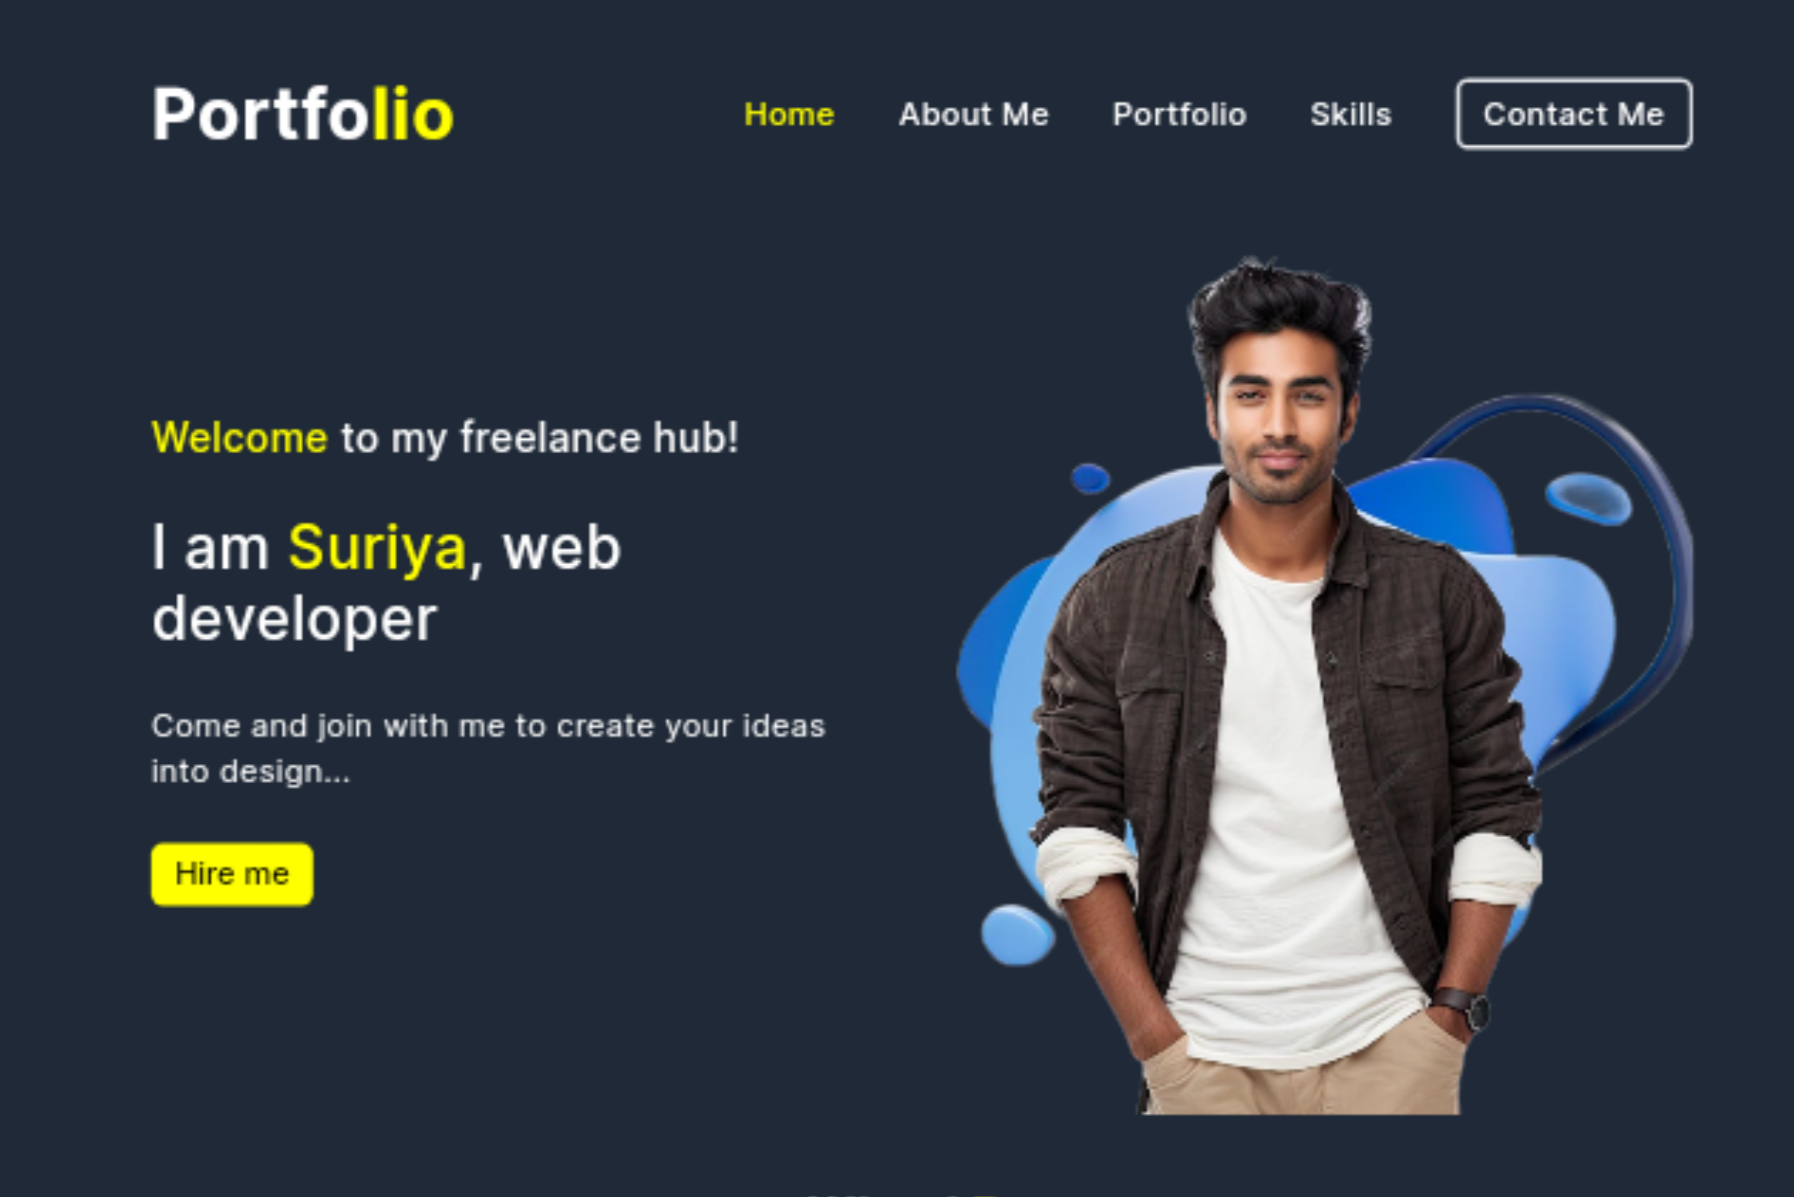 Portfolio
Home About Me Portfolio Skills Contact Me
Welcome to my freelance hub!
I am Suriya, web
developer
Come and join with me to create your ideas
into design...
Hire me